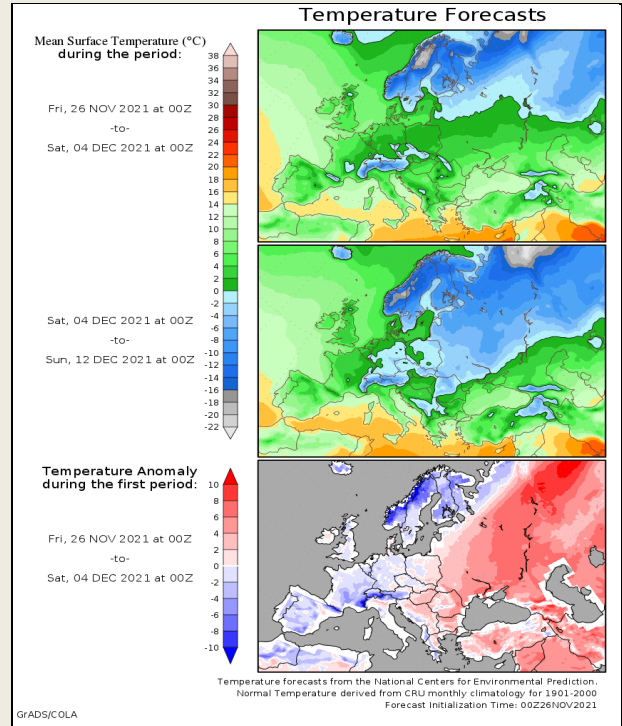 Temperature Forecasts
Mean Surface Temperature (°C)
during the period:
38
36
34
32
30
28
26
24
22
20
18
16
14
12
10
8
6
4
2
0
-2
-4
-6
-8
-10
-12
-14
-16
-18
-20
-22
Fri, 26 NOV 2021 at 00Z
-to-
Sat, 04 DEC 2021 at 00Z
Sat, 04 DEC 2021 at 00Z
-to-
Sun, 12 DEC 2021 at 00Z
Temperature Anomaly
during the first period:
10
8
6
4
2
0
-2
-4
-6
-8
-10
Fri, 26 NOV 2021 at 00Z
-to-
Sat, 04 DEC 2021 at 00Z
Temperature forecasts from the National Centers for Environmental Prediction.
Normal Temperature derived from CRU monthly climatology for 1901-2000
Forecast Initialization Time: 00Z26NOV2021
GrADS/COLA